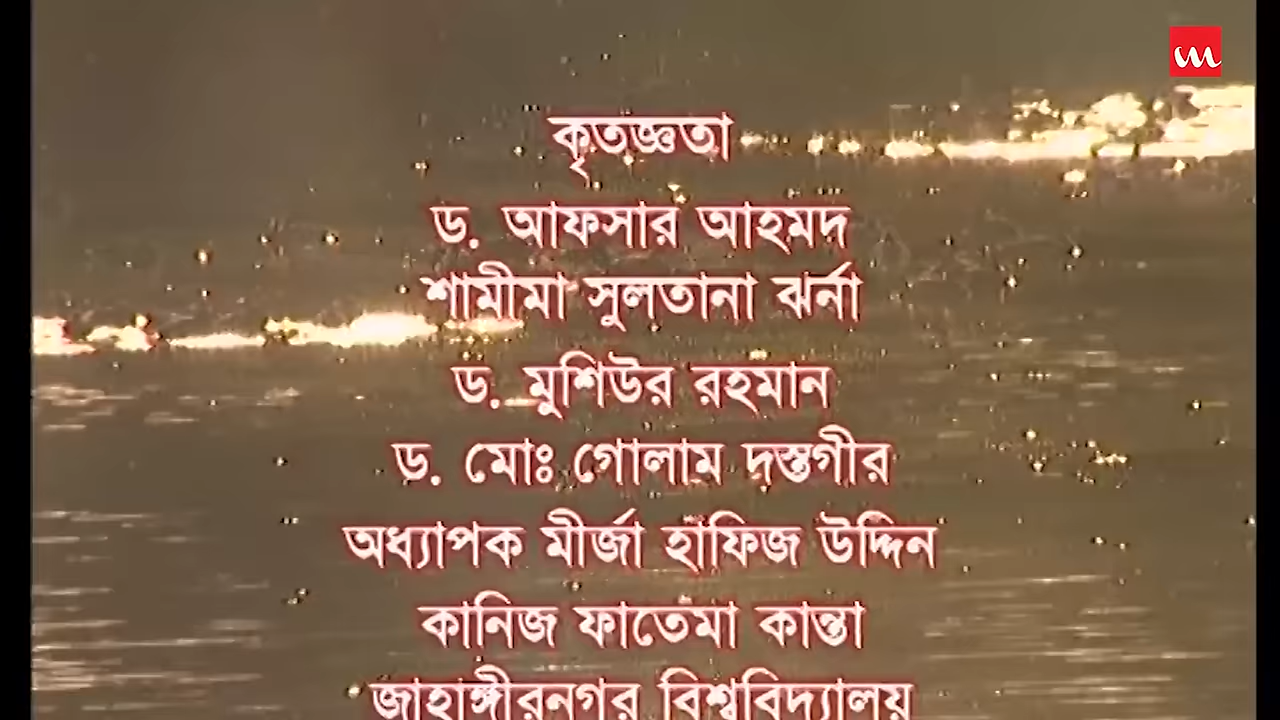 কৃতজ্ঞতা
ড. আফসার আহমদ
শামীমা সুলতানা ঝর্না
ড. মুশিউর রহমান
ড. মোঃ গোলাম দস্তগীর
অধ্যাপক মীর্জা হাফিজ উদ্দিন
কানিজ ফাতেমা কান্তা
জাহাঙ্গীরনগর বিশ্ববিদ্যালয়